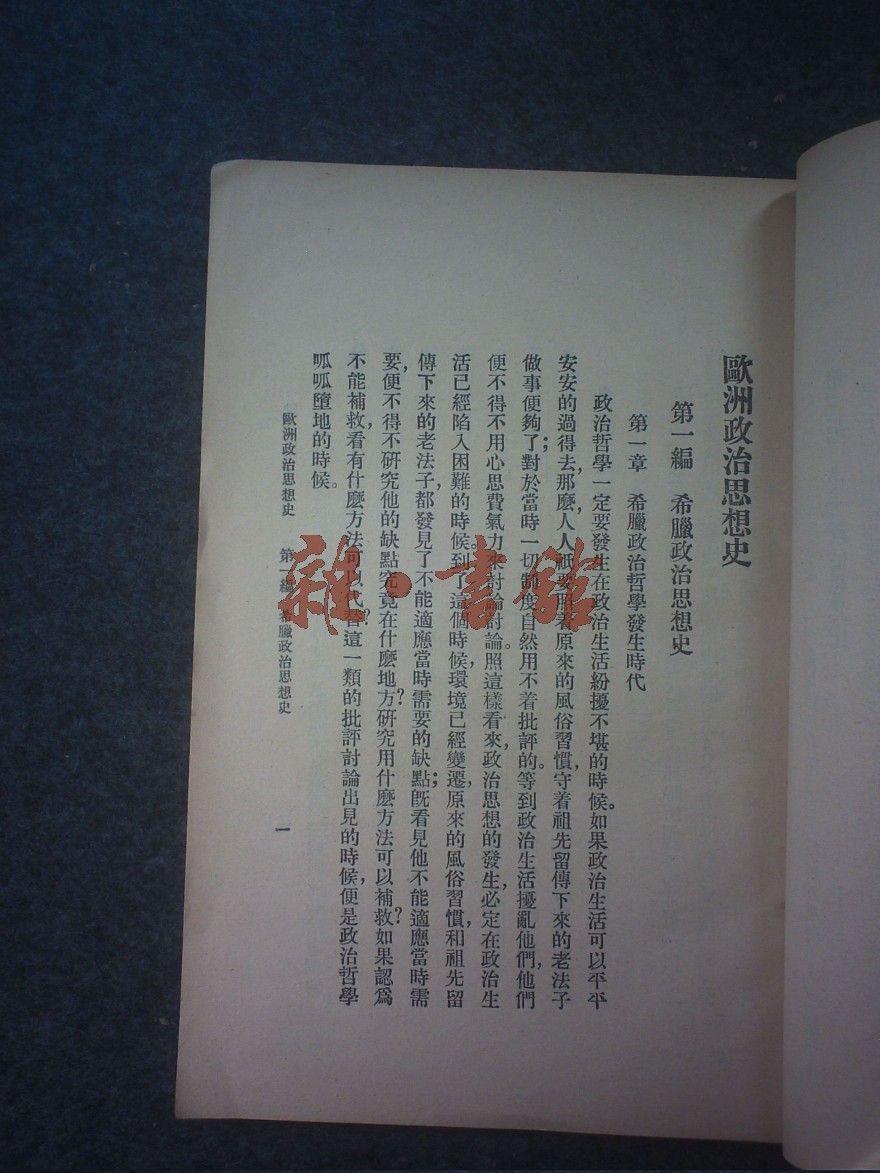 歐洲政治思想史
第一編　希臘政治思想史
第一章　希臘政治哲學發生時代
政治哲學一定要發生在政治生活紛擾不堪的時候。如果政治生活可以平平
安安的過得去，那麼，人人祇要照着原來的風俗習慣，守着祖先留傳下來的老法子
做事便夠了；對於當時一切制度自然用不着批評的。等到政治生活擾亂他們，他們
便不得不用心思費氣力來討論討論。照這樣看來，政治思想的發生，必定在政治生
活已經陷入困難的時候。到了這個時候，環境已經變遷，原來的風俗習慣，和祖先留
傳下來的老法子，都發見了不能適應當時需要的缺點；旣看見他不能適應當時需
要，便不得不研究他的缺點究竟在什麼地方？研究用什麼方法可以補救？如果認爲
不能補救，看有什麼方法可以代替？這一類的批評討論出見的時候，便是政治哲學
呱呱墮地的時候。
歐洲政治思想史　第一編　希臘政治思想史　一
雜·書館